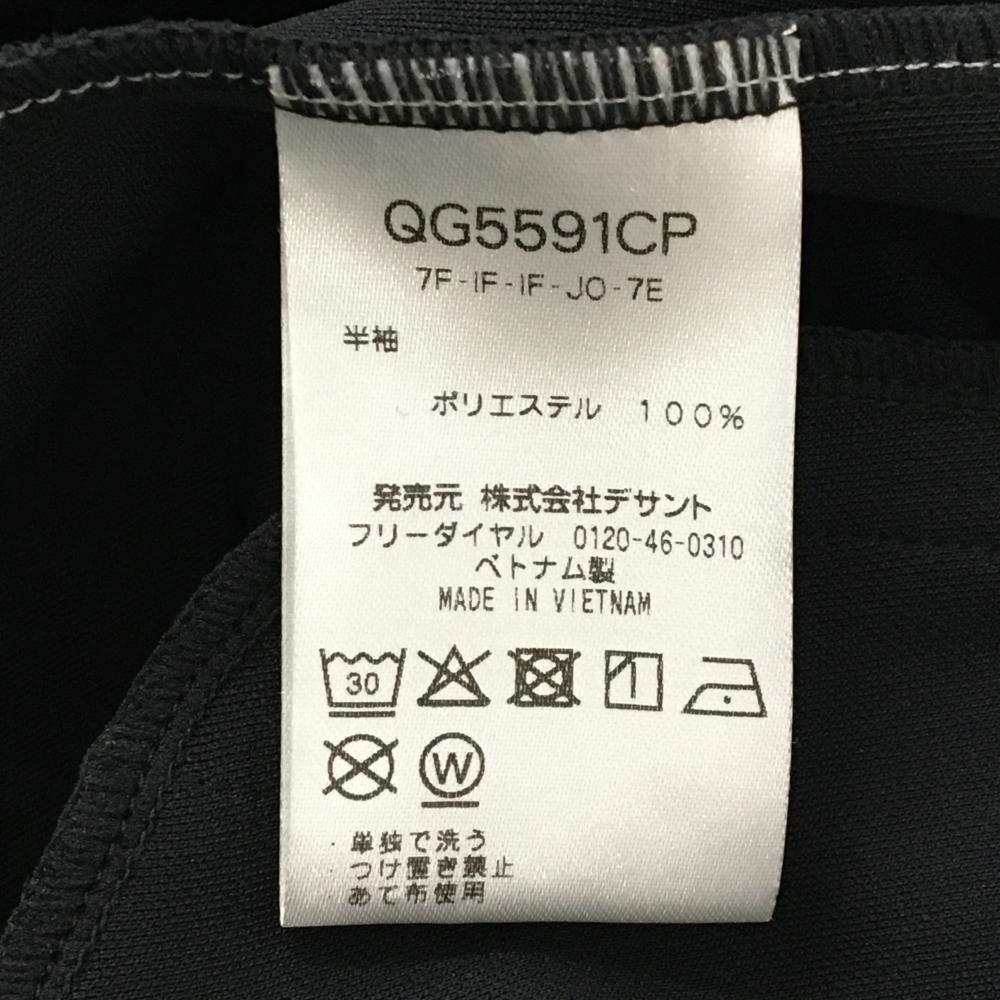 QG5591CP
7F-IF-IF-JO-7E
半袖
ポリエステル 100%
発売元 株式会社デサント
フリーダイヤル 0120-46-0310
ベトナム製
MADE IN VIETNAM
30
W
・単独で洗う
・つけ置き禁止
・あて布使用